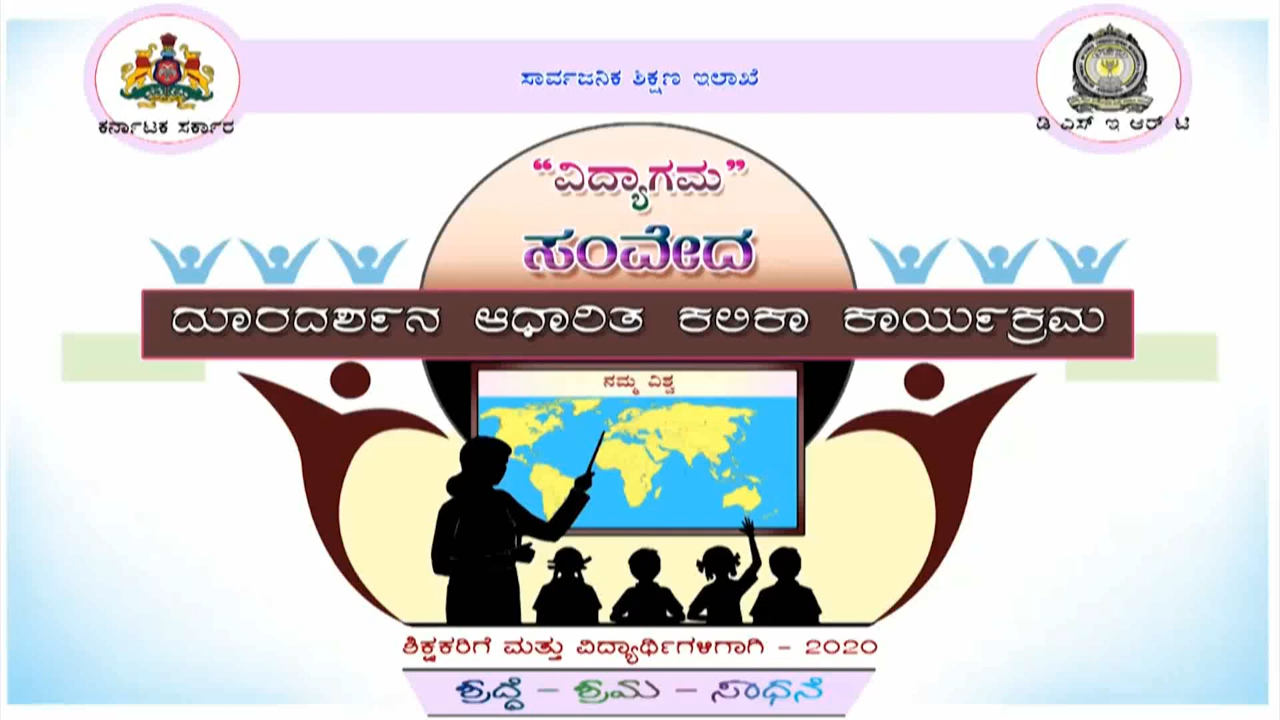 ಸಾರ್ವಜನಿಕ ಶಿಕ್ಷಣ ಇಲಾಖೆ
ಕರ್ನಾಟಕ ಸರ್ಕಾರ
ಡಿ ಎಸ್ ಇ ಆರ್ ಟಿ
“ವಿದ್ಯಾಗಮ”
ಸಂವೇದ
ದೂರದರ್ಶನ ಆಧಾರಿತ ಕಲಿಕಾ ಕಾರ್ಯಕ್ರಮ
ನಮ್ಮ ವಿಶ್ವ
ಶಿಕ್ಷಕರಿಗೆ ಮತ್ತು ವಿದ್ಯಾರ್ಥಿಗಳಿಗಾಗಿ - 2020
ಶ್ರದ್ಧೆ - ಶ್ರಮ - ಸಾಧನೆ